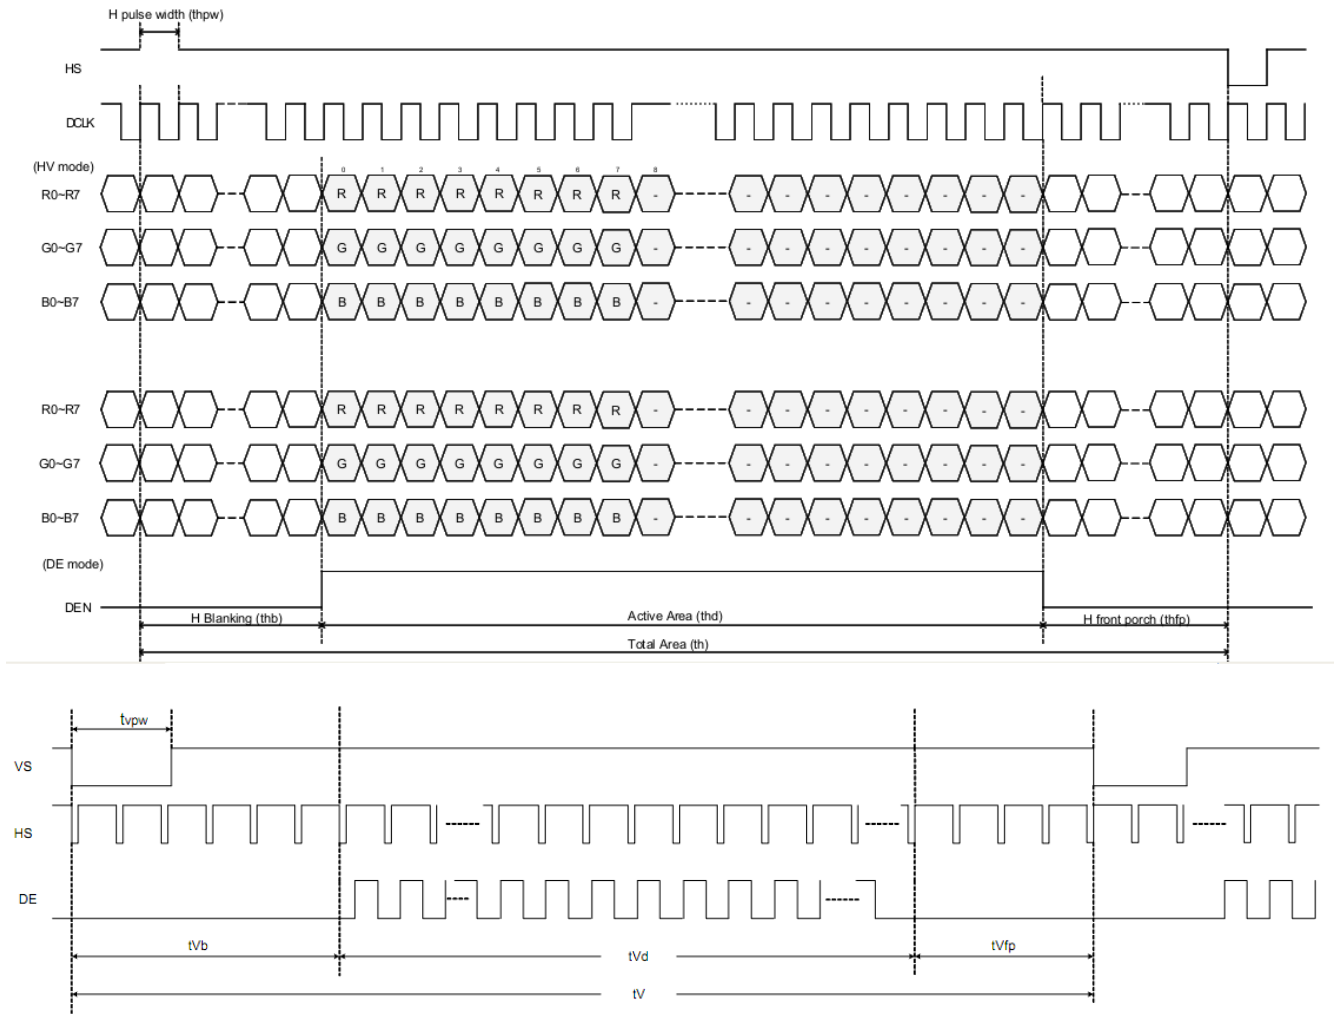 H pulse width (thpw)
HS
DCLK
(HV mode)
0 1 2 3 4 5 6 7 8
R0~R7 R R R R R R R R - - - - - - - - -
G0~G7 G G G G G G G G - - - - - - - - -
B0~B7 B B B B B B B B - - - - - - - - -
R0~R7 R R R R R R R R - - - - - - - - -
G0~G7 G G G G G G G G - - - - - - - - -
B0~B7 B B B B B B B B - - - - - - - - -
(DE mode)
DEN
H Blanking (thb) Active Area (thd) H front porch (thfp)
Total Area (th)
tvpw
VS
HS
DE
tVb tVd tVfp
tV